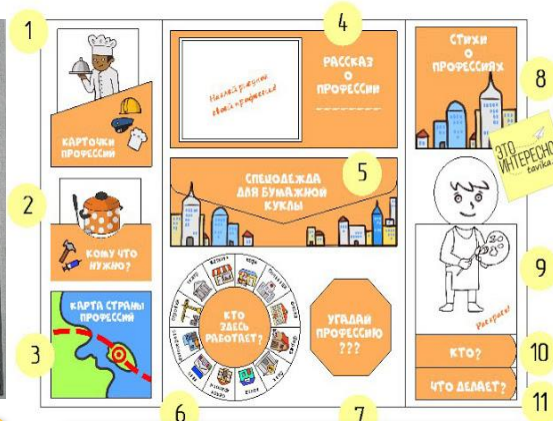 1
КАРТОЧКИ
ПРОФЕССИЙ
2
КОМУ ЧТО
НУЖНО?
КАРТА СТРАНЫ
ПРОФЕССИЙ
3
4
РАССКАЗ
О
ПРОФЕССИИ
5
СПЕЦОДЕЖДА
ДЛЯ БУМАЖНОЙ
КУКЛЫ
КТО
ЗДЕСЬ
РАБОТАЕТ?
6
УГАДАЙ
ПРОФЕССИЮ
???
7
СТИХИ
О
ПРОФЕССИЯХ
8
ЭТО
ИНТЕРЕСНО
tavika.
9
Раскрась!
КТО?
10
ЧТО ДЕЛАЕТ?
11